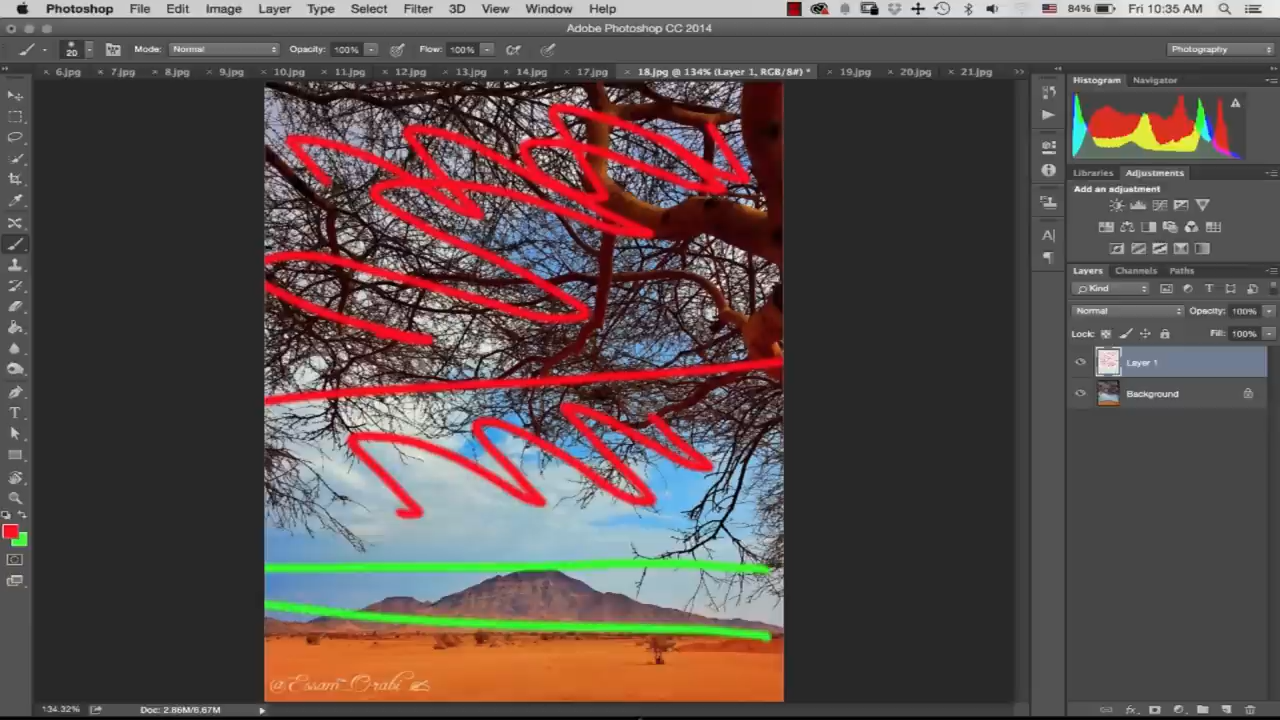 Photoshop File Edit Image Layer Type Select Filter 3D View Window Help 84% Fri 10:35 AM
Adobe Photoshop CC 2014
20 Mode: Normal Opacity: 100% Flow: 100% Photography
6.jpg 7.jpg 8.jpg 9.jpg 10.jpg 11.jpg 12.jpg 13.jpg 14.jpg 17.jpg 18.jpg @ 134% (Layer 1, RGB/8#) * 19.jpg 20.jpg 21.jpg
Histogram Navigator
Libraries Adjustments
Add an adjustment
Layers Channels Paths
Kind
Normal Opacity: 100%
Lock: Fill: 100%
Layer 1
Background
@Essam Orabi
134.32% Doc: 2.86M/6.67M